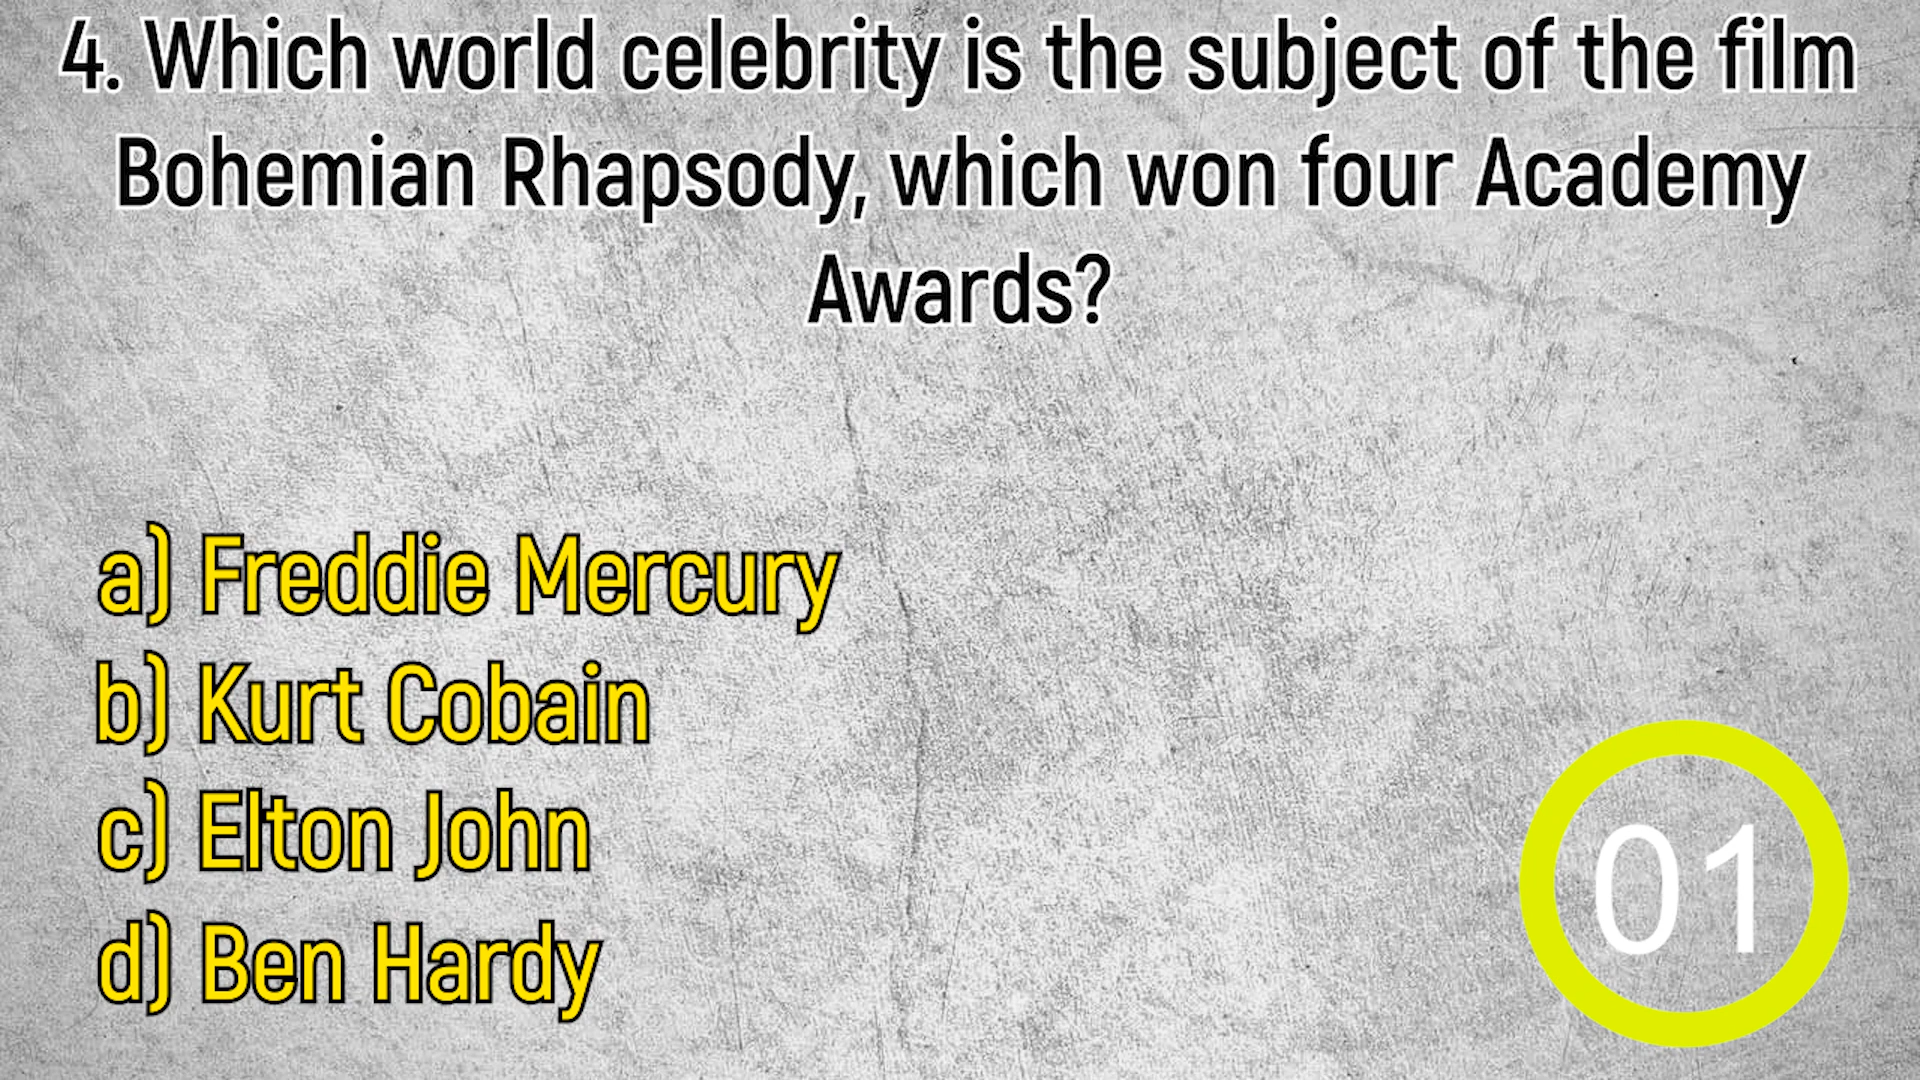 4. Which world celebrity is the subject of the film
Bohemian Rhapsody, which won four Academy
Awards?
a) Freddie Mercury
b) Kurt Cobain
c) Elton John
d) Ben Hardy
01